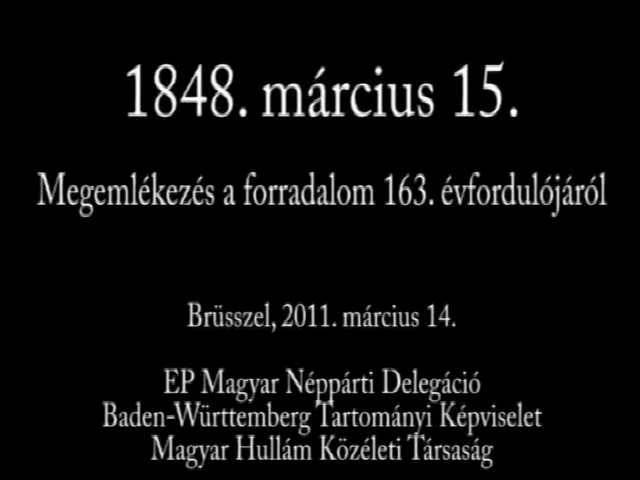 1848. március 15.
Megemlékezés a forradalom 163. évfordulójáról
Brüsszel, 2011. március 14.
EP Magyar Néppárti Delegáció
Baden-Württemberg Tartományi Képviselet
Magyar Hullám Közéleti Társaság